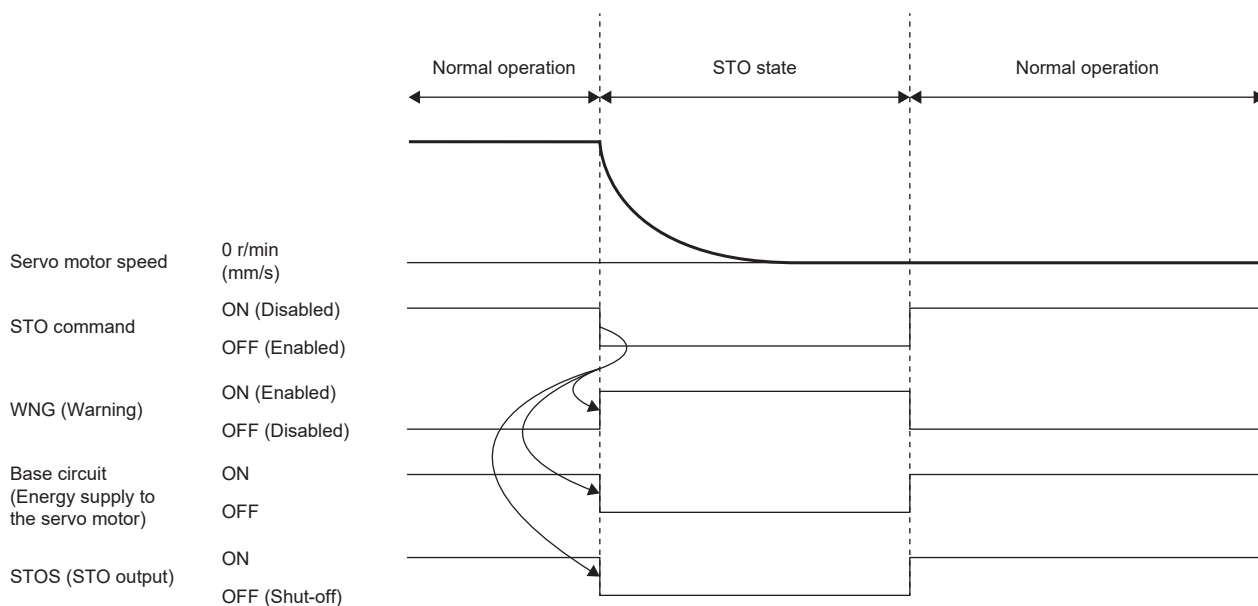 Normal operation
STO state
Normal operation
Servo motor speed
0 r/min
(mm/s)
STO command
ON (Disabled)
OFF (Enabled)
WNG (Warning)
ON (Enabled)
OFF (Disabled)
Base circuit
(Energy supply to
the servo motor)
ON
OFF
STOS (STO output)
ON
OFF (Shut-off)